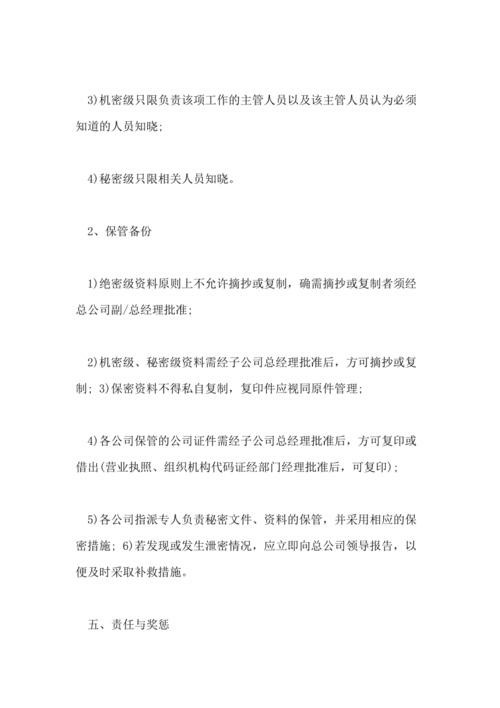 3)机密级只限负责该项工作的主管人员以及该主管人员认为必须
知道的人员知晓;
4)秘密级只限相关人员知晓。
2、保管备份
1)绝密级资料原则上不允许摘抄或复制，确需摘抄或复制者须经
总公司副/总经理批准;
2)机密级、秘密级资料需经子公司总经理批准后，方可摘抄或复
制; 3)保密资料不得私自复制，复印件应视同原件管理;
4)各公司保管的公司证件需经子公司总经理批准后，方可复印或
借出(营业执照、组织机构代码证经部门经理批准后，可复印);
5)各公司指派专人负责秘密文件、资料的保管，并采用相应的保
密措施; 6)若发现或发生泄密情况，应立即向总公司领导报告，以
便及时采取补救措施。
五、责任与奖惩